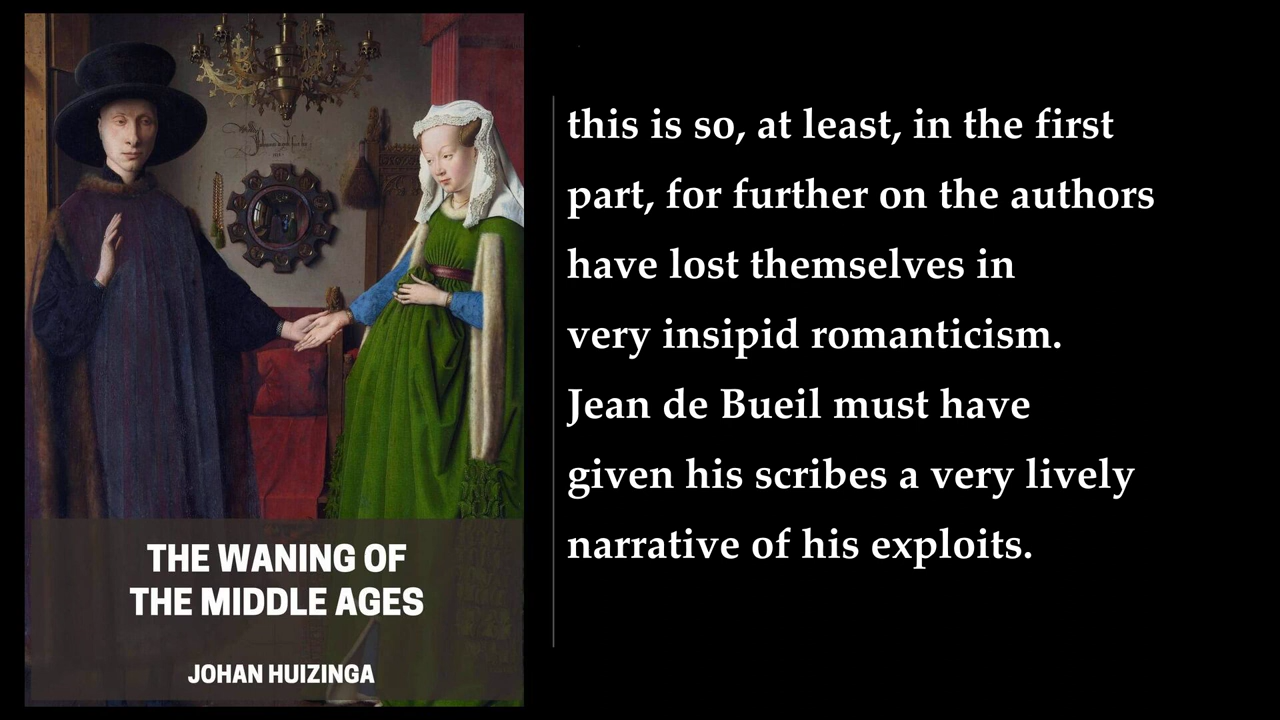 THE WANING OF
THE MIDDLE AGES
JOHAN HUIZINGA
this is so, at least, in the first
part, for further on the authors
have lost themselves in
very insipid romanticism.
Jean de Bueil must have
given his scribes a very lively
narrative of his exploits.